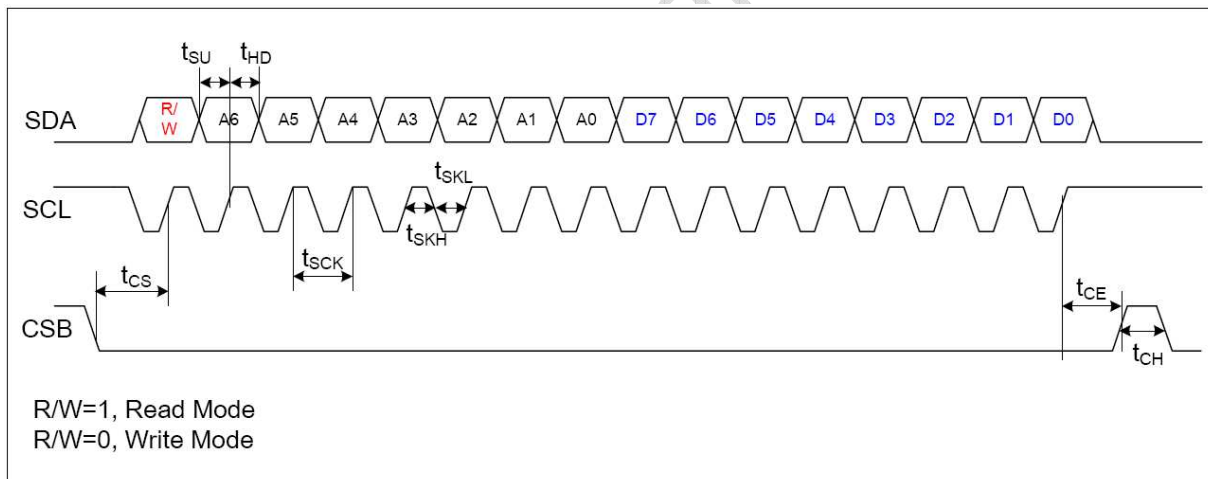 tSU tHD
SDA R/W A6 A5 A4 A3 A2 A1 A0 D7 D6 D5 D4 D3 D2 D1 D0
tSKL
SCL
tSKH
tSCK
tCS
tCE
CSB
tCH
R/W=1, Read Mode
R/W=0, Write Mode